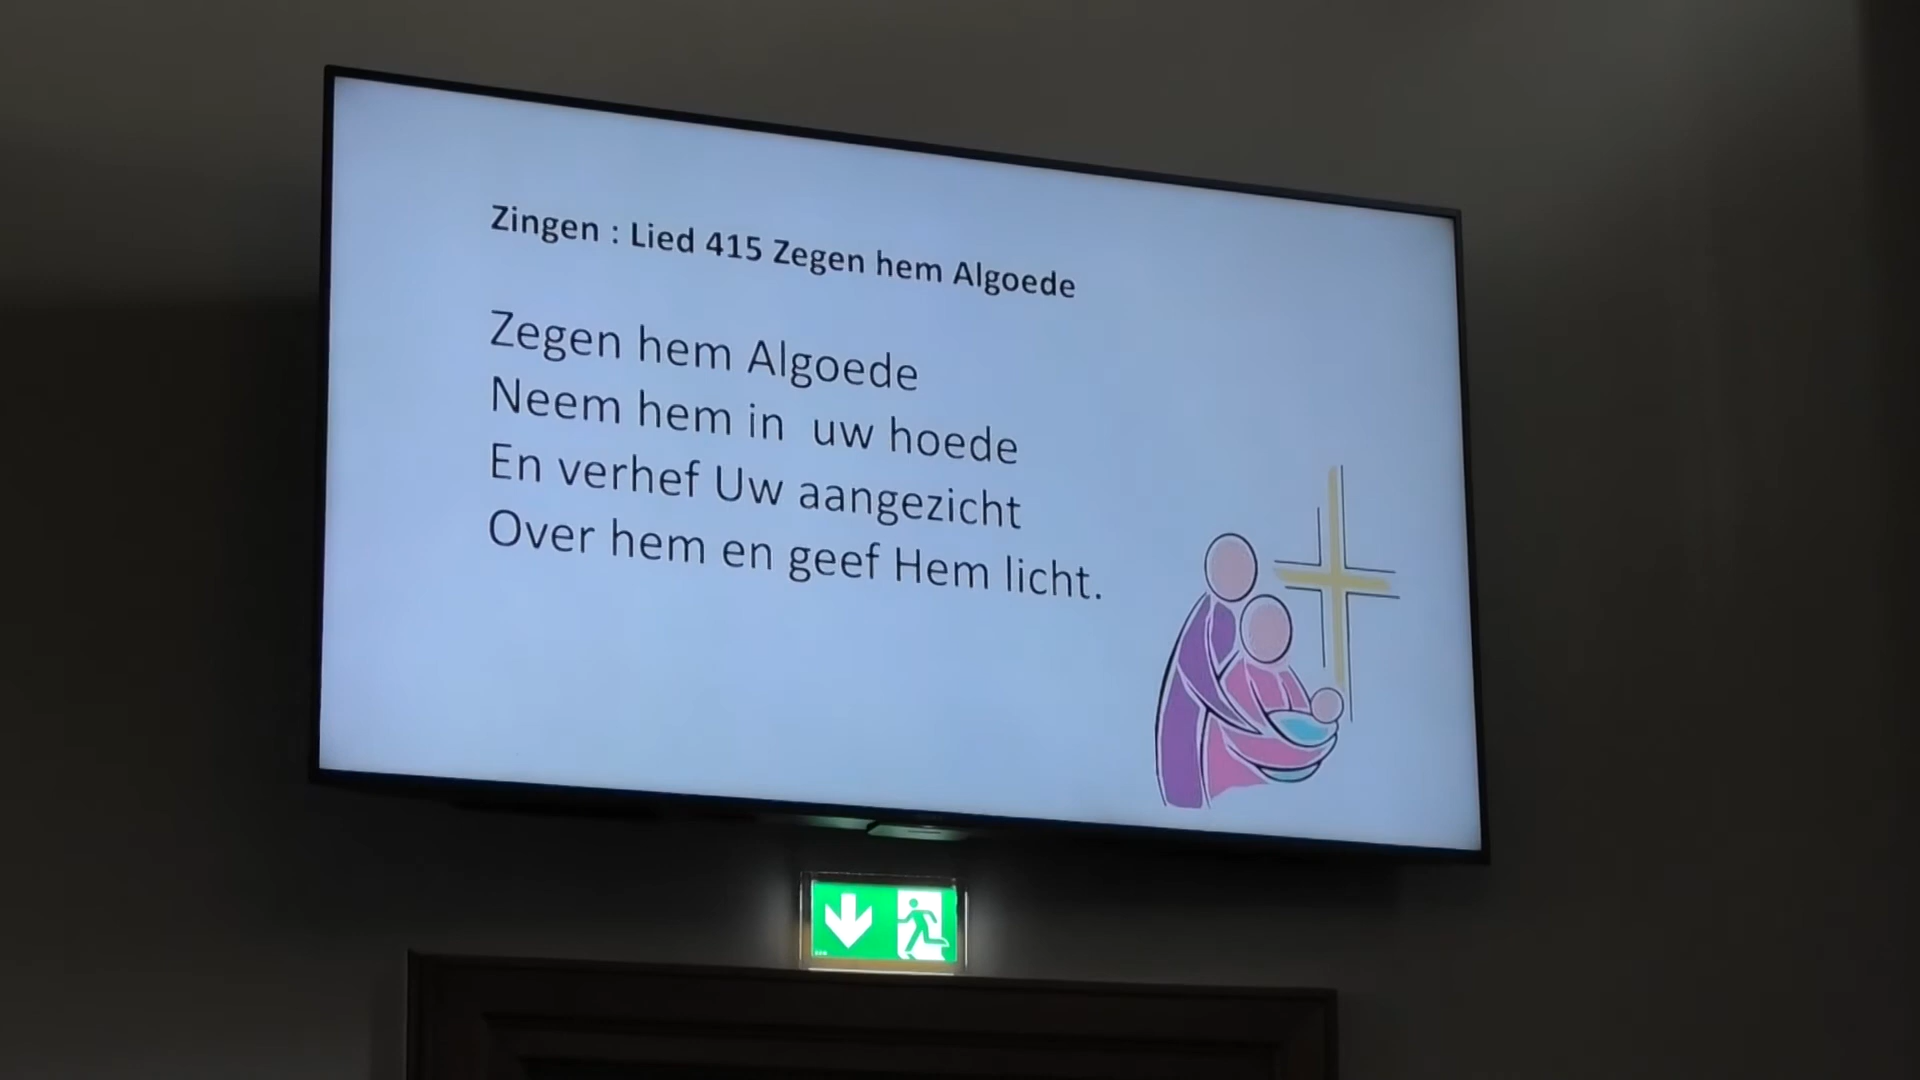 Zingen : Lied 415 Zegen hem Algoede
Zegen hem Algoede
Neem hem in uw hoede
En verhef Uw aangezicht
Over hem en geef Hem licht.